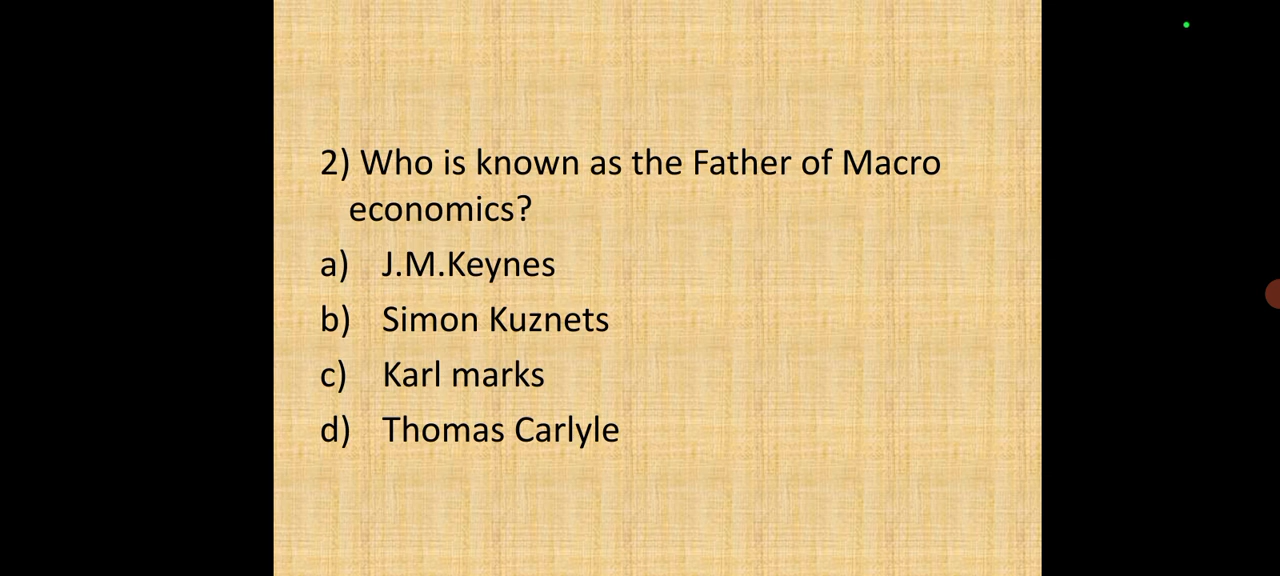 2) Who is known as the Father of Macro
economics?
a) J.M.Keynes
b) Simon Kuznets
c) Karl marks
d) Thomas Carlyle